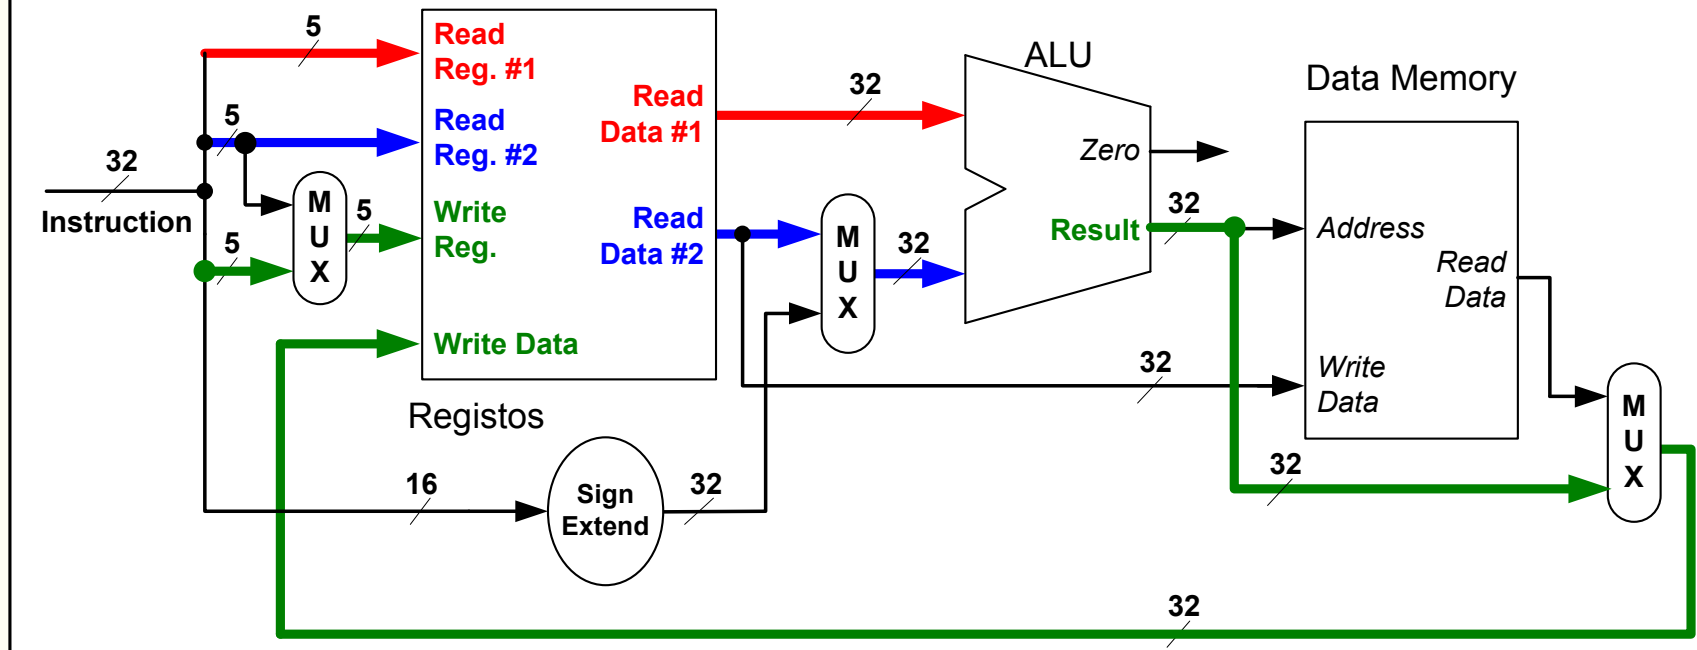 5
Read
Reg. #1
5
Read
Reg. #2
32
Instruction
M
U
X
5
5
Write
Reg.
Write Data
Read
Data #1
Read
Data #2
Registos
32
M
U
X
32
ALU
Zero
Result
32
Data Memory
Address
Read
Data
Write
Data
32
M
U
X
32
16
Sign
Extend
32
32